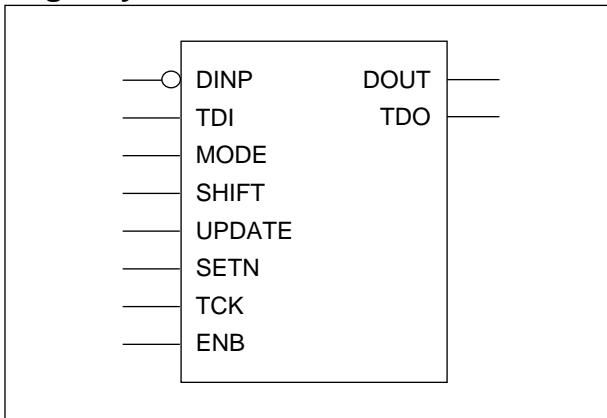 DINP DOUT
TDI TDO
MODE
SHIFT
UPDATE
SETN
TCK
ENB